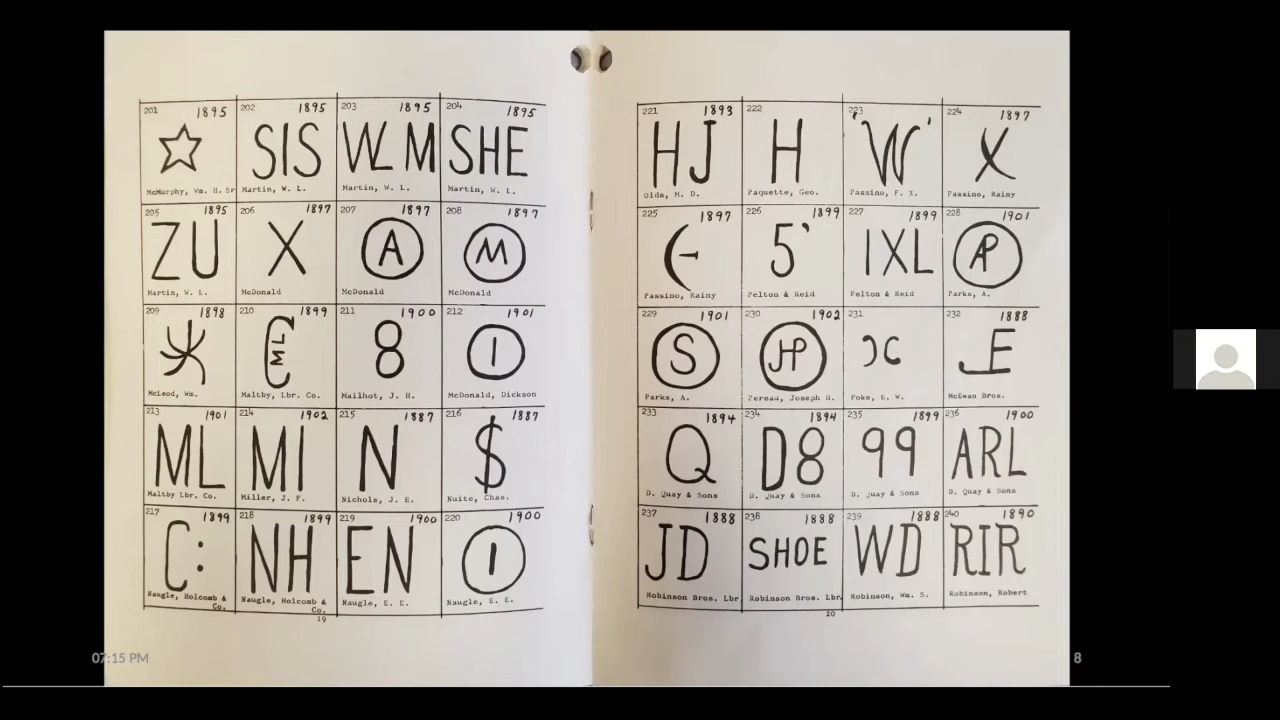 201 1895 202 1895 203 1895 204 1895
SIS WLM SHE
McMurphy, Wm. H. Sr Martin, W. L. Martin, W. L. Martin, W. L.
205 1895 206 1897 207 1897 208 1897
ZU X A M
Martin, W. L. McDonald McDonald McDonald
209 1898 210 1899 211 1900 212 1901
ML 8 1
McLeod, Wm. Maltby, Lbr. Co. Mailhot, J. H. McDonald, Dickson
213 1901 214 1902 215 1887 216 1887
ML MI N $
Maltby Lbr. Co. Miller, J. F. Nichols, J. E. Nuite, Chas.
217 1899 218 1899 219 1900 220 1900
C: NH EN 1
Naugle, Holcomb & Co. Naugle, Holcomb & Co. Naugle, E. E. Naugle, E. E.
19
221 1893 222 223 224 1897
HJ H 'W' X
Olds, M. D. Paquette, Geo. Passino, F. X. Passino, Rainy
225 1897 226 1899 227 1899 228 1901
5' IXL AP
Passino, Rainy Pelton & Reid Pelton & Reid Parks, A.
229 1901 230 1902 231 232 1888
S JHP JE
Parks, A. Pereau, Joseph H. Poke, E. W. McEwan Bros.
233 1894 234 1894 235 1899 236 1900
Q D8 99 ARL
D. Quay & Sons D. Quay & Sons D. Quay & Sons D. Quay & Sons
237 1888 238 1888 239 1888 240 1890
JD SHOE WD RIR
Robinson Bros. Lbr Robinson Bros. Lbr. Robinson, Wm. S. Robinson, Robert
20
07:15 PM
8